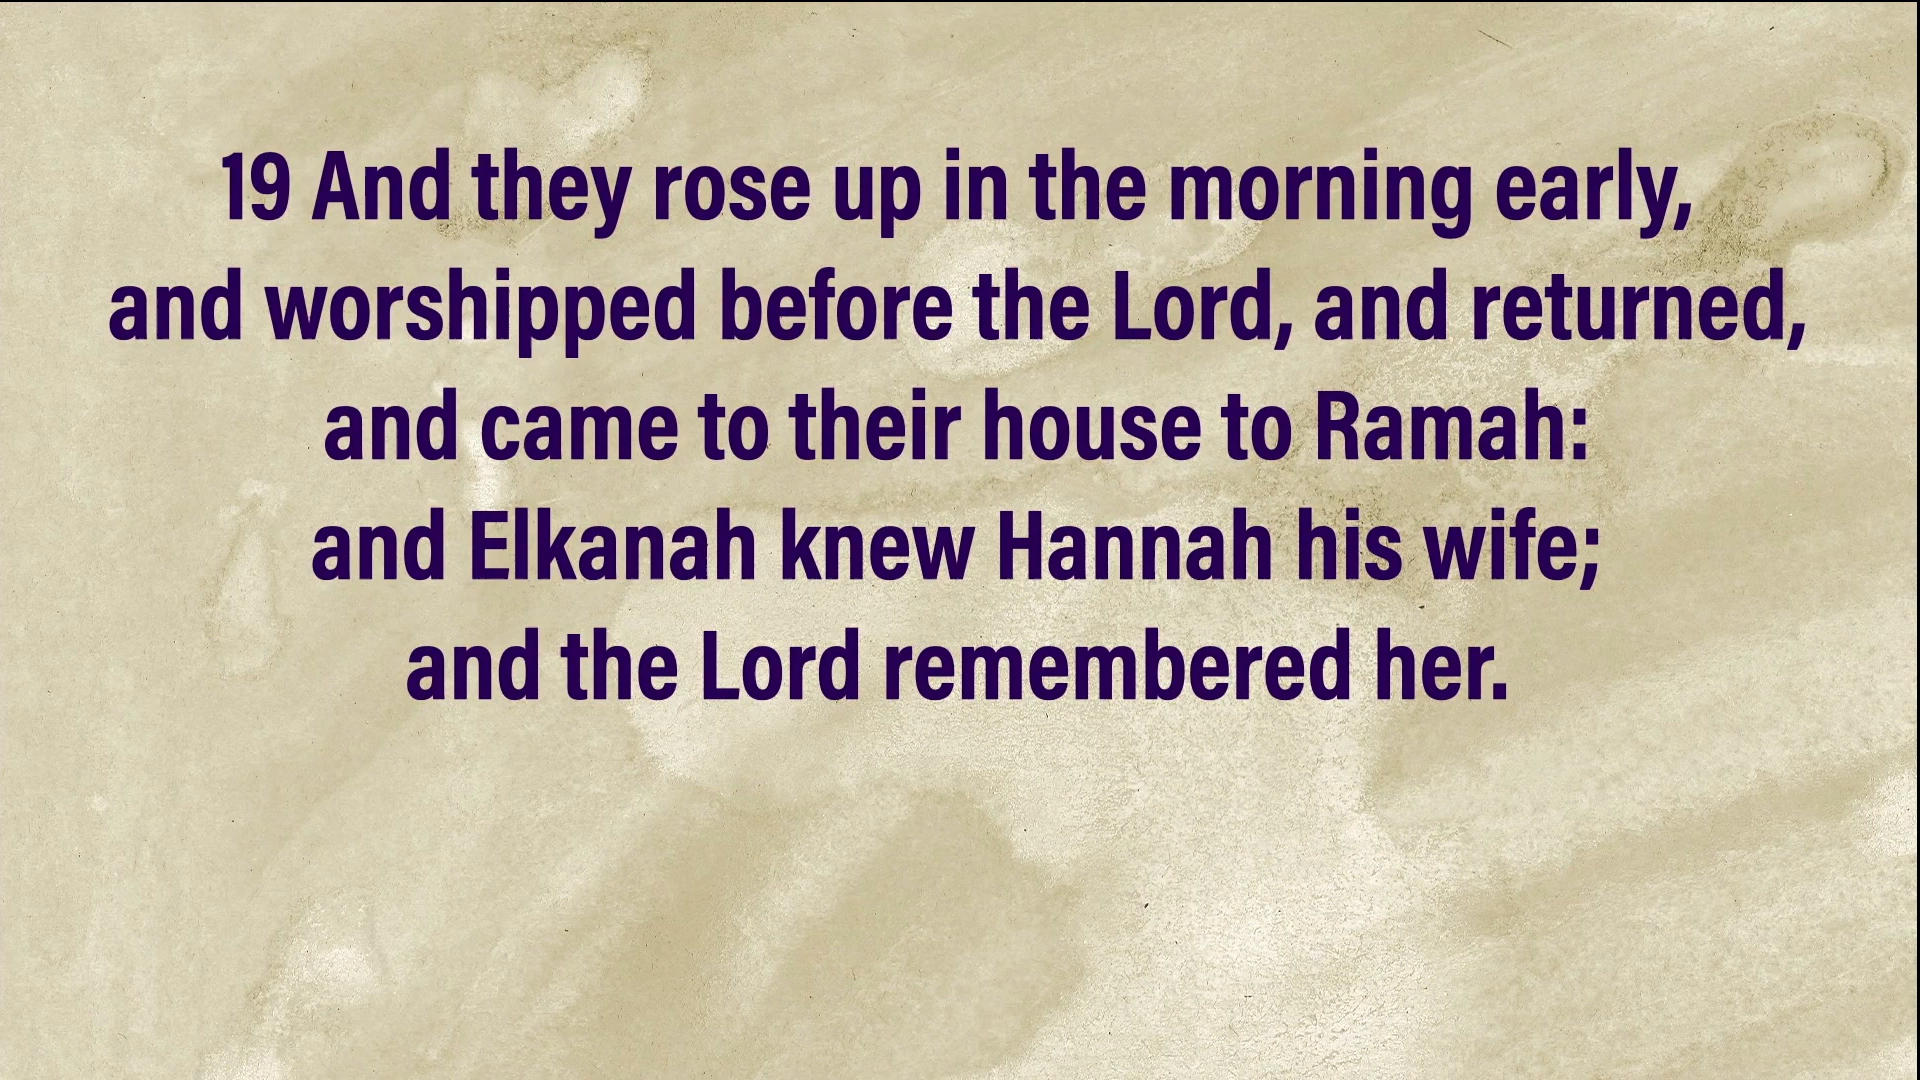 19 And they rose up in the morning early,
and worshipped before the Lord, and returned,
and came to their house to Ramah:
and Elkanah knew Hannah his wife;
and the Lord remembered her.